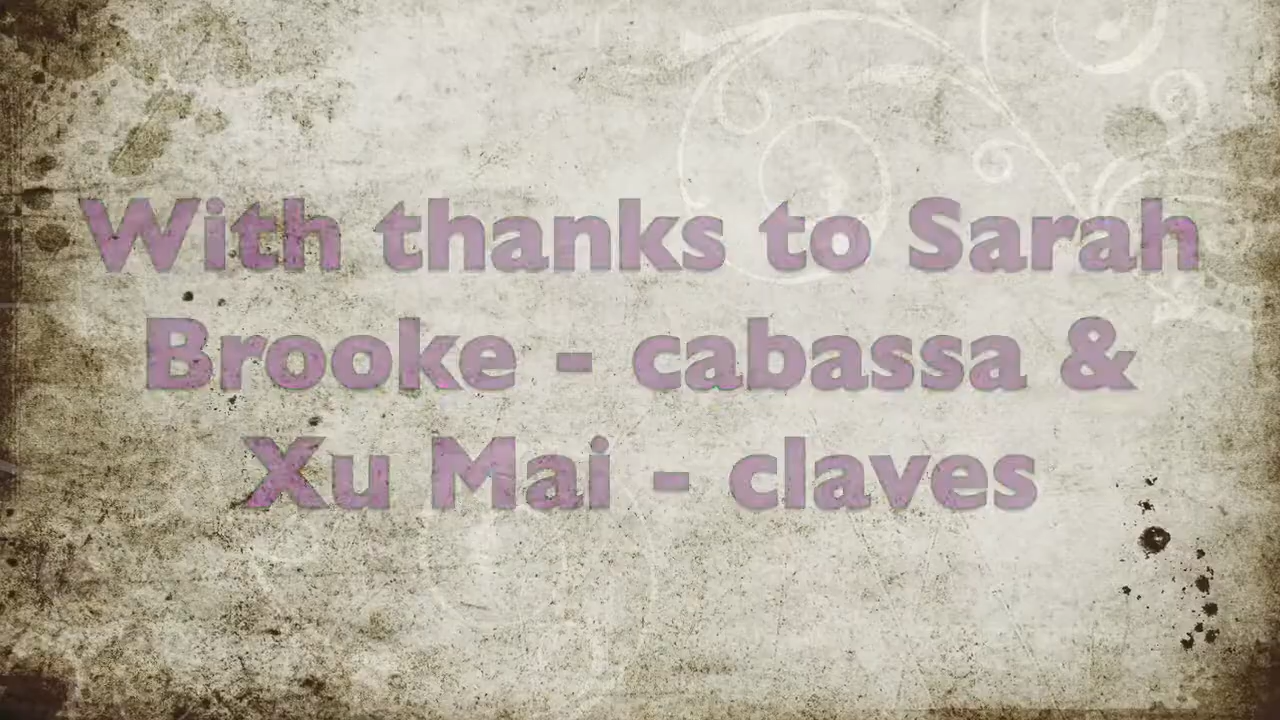 With thanks to Sarah
Brooke - cabassa &
Xu Mai - claves